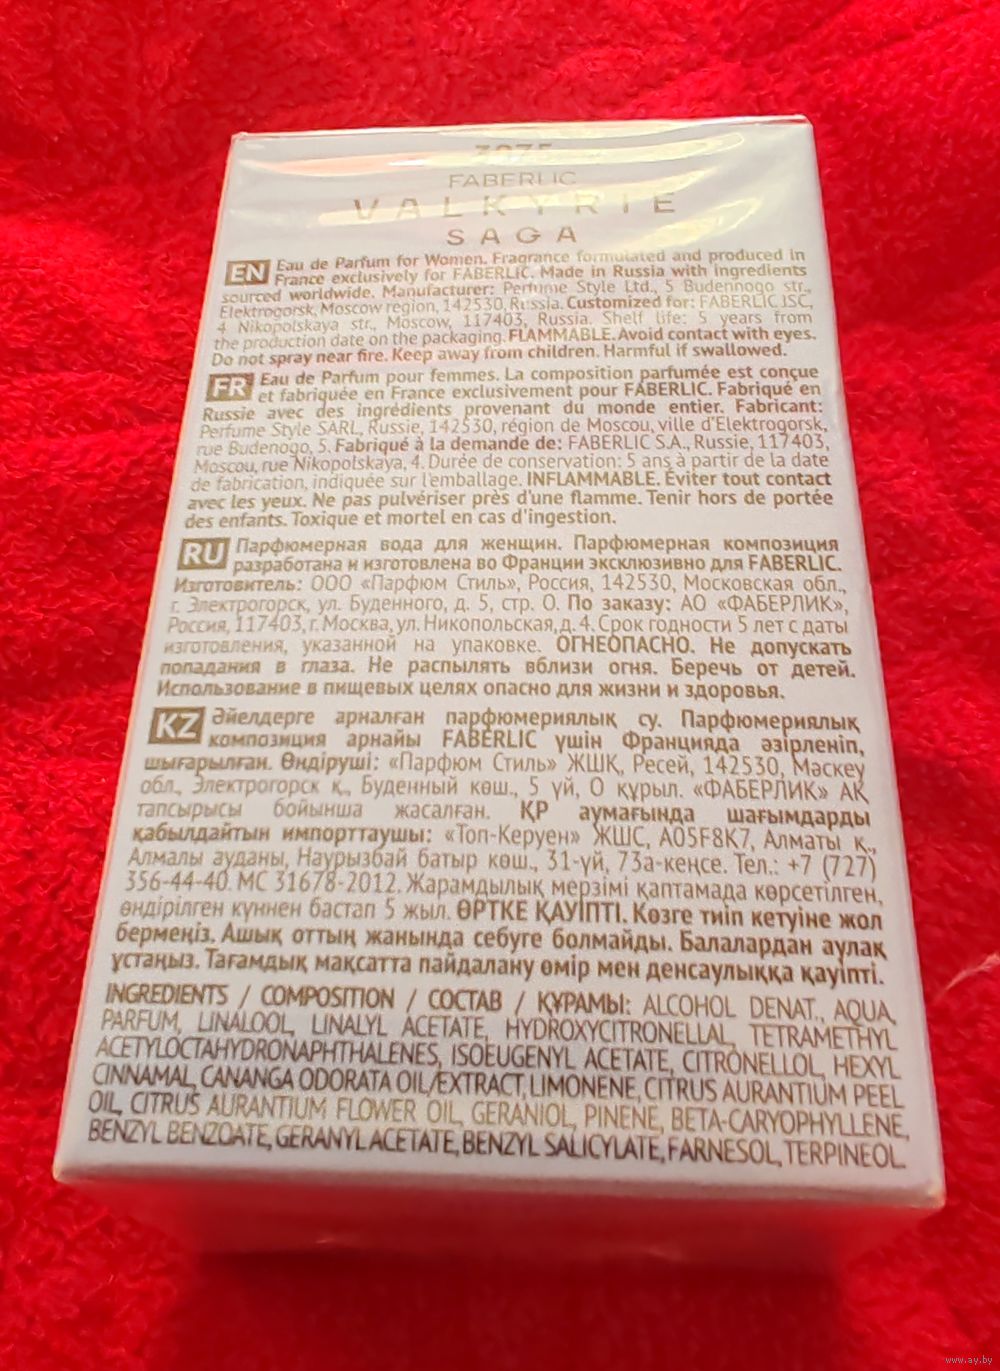 3075
FABERLIC
VALKYRIE
SAGA
EN Eau de Parfum for Women. Fragrance formulated and produced in
France exclusively for FABERLIC. Made in Russia with ingredients
sourced worldwide. Manufacturer: Perfume Style Ltd., 5 Budennogo str.,
Elektrogorsk, Moscow region, 142530, Russia. Customized for: FABERLIC JSC,
4 Nikopolskaya str., Moscow, 117403, Russia. Shelf life: 5 years from
the production date on the packaging. FLAMMABLE. Avoid contact with eyes.
Do not spray near fire. Keep away from children. Harmful if swallowed.
FR Eau de Parfum pour femmes. La composition parfumée est conçue
et fabriquée en France exclusivement pour FABERLIC. Fabriqué en
Russie avec des ingrédients provenant du monde entier. Fabricant:
Perfume Style SARL, Russie, 142530, région de Moscou, ville d'Elektrogorsk,
rue Budenogo, 5. Fabriqué à la demande de: FABERLIC S.A., Russie, 117403,
Moscou, rue Nikopolskaya, 4. Durée de conservation: 5 ans à partir de la date
de fabrication, indiquée sur l'emballage. INFLAMMABLE. Éviter tout contact
avec les yeux. Ne pas pulvériser près d'une flamme. Tenir hors de portée
des enfants. Toxique et mortel en cas d'ingestion.
RU Парфюмерная вода для женщин. Парфюмерная композиция
разработана и изготовлена во Франции эксклюзивно для FABERLIC.
Изготовитель: ООО «Парфюм Стиль», Россия, 142530, Московская обл.,
г. Электрогорск, ул. Буденного, д. 5, стр. О. По заказу: АО «ФАБЕРЛИК»,
Россия, 117403, г. Москва, ул. Никопольская, д. 4. Срок годности 5 лет с даты
изготовления, указанной на упаковке. ОГНЕОПАСНО. Не допускать
попадания в глаза. Не распылять вблизи огня. Беречь от детей.
Использование в пищевых целях опасно для жизни и здоровья.
KZ Әйелдерге арналған парфюмериялық су. Парфюмериялық
композиция арнайы FABERLIC үшін Францияда әзірленіп,
шығарылған. Өндіруші: «Парфюм Стиль» ЖШҚ, Ресей, 142530, Мәскеу
обл., Электрогорск қ., Буденный көш., 5 үй, О құрыл. «ФАБЕРЛИК» АҚ
тапсырысы бойынша жасалған. ҚР аумағында шағымдарды
қабылдайтын импорттаушы: «Топ-Керуен» ЖШС, A05F8K7, Алматы қ.,
Алмалы ауданы, Наурызбай батыр көш., 31-үй, 73а-кеңсе. Тел.: +7 (727)
356-44-40. МС 31678-2012. Жарамдылық мерзімі қаптамада көрсетілген,
өндірілген күннен бастап 5 жыл. ӨРТКЕ ҚАУІПТІ. Көзге тиіп кетуіне жол
бермеңіз. Ашық оттың жанында себуге болмайды. Балалардан аулақ
ұстаңыз. Тағамдық мақсатта пайдалану өмір мен денсаулыққа қауіпті.
INGREDIENTS / COMPOSITION / СОСТАВ / ҚҰРАМЫ: ALCOHOL DENAT., AQUA,
PARFUM, LINALOOL, LINALYL ACETATE, HYDROXYCITRONELLAL, TETRAMETHYL
ACETYLOCTAHYDRONAPHTHALENES, ISOEUGENYL ACETATE, CITRONELLOL, HEXYL
CINNAMAL, CANANGA ODORATA OIL/EXTRACT, LIMONENE, CITRUS AURANTIUM PEEL
OIL, CITRUS AURANTIUM FLOWER OIL, GERANIOL, PINENE, BETA-CARYOPHYLLENE,
BENZYL BENZOATE, GERANYL ACETATE, BENZYL SALICYLATE, FARNESOL, TERPINEOL.
www.ay.by